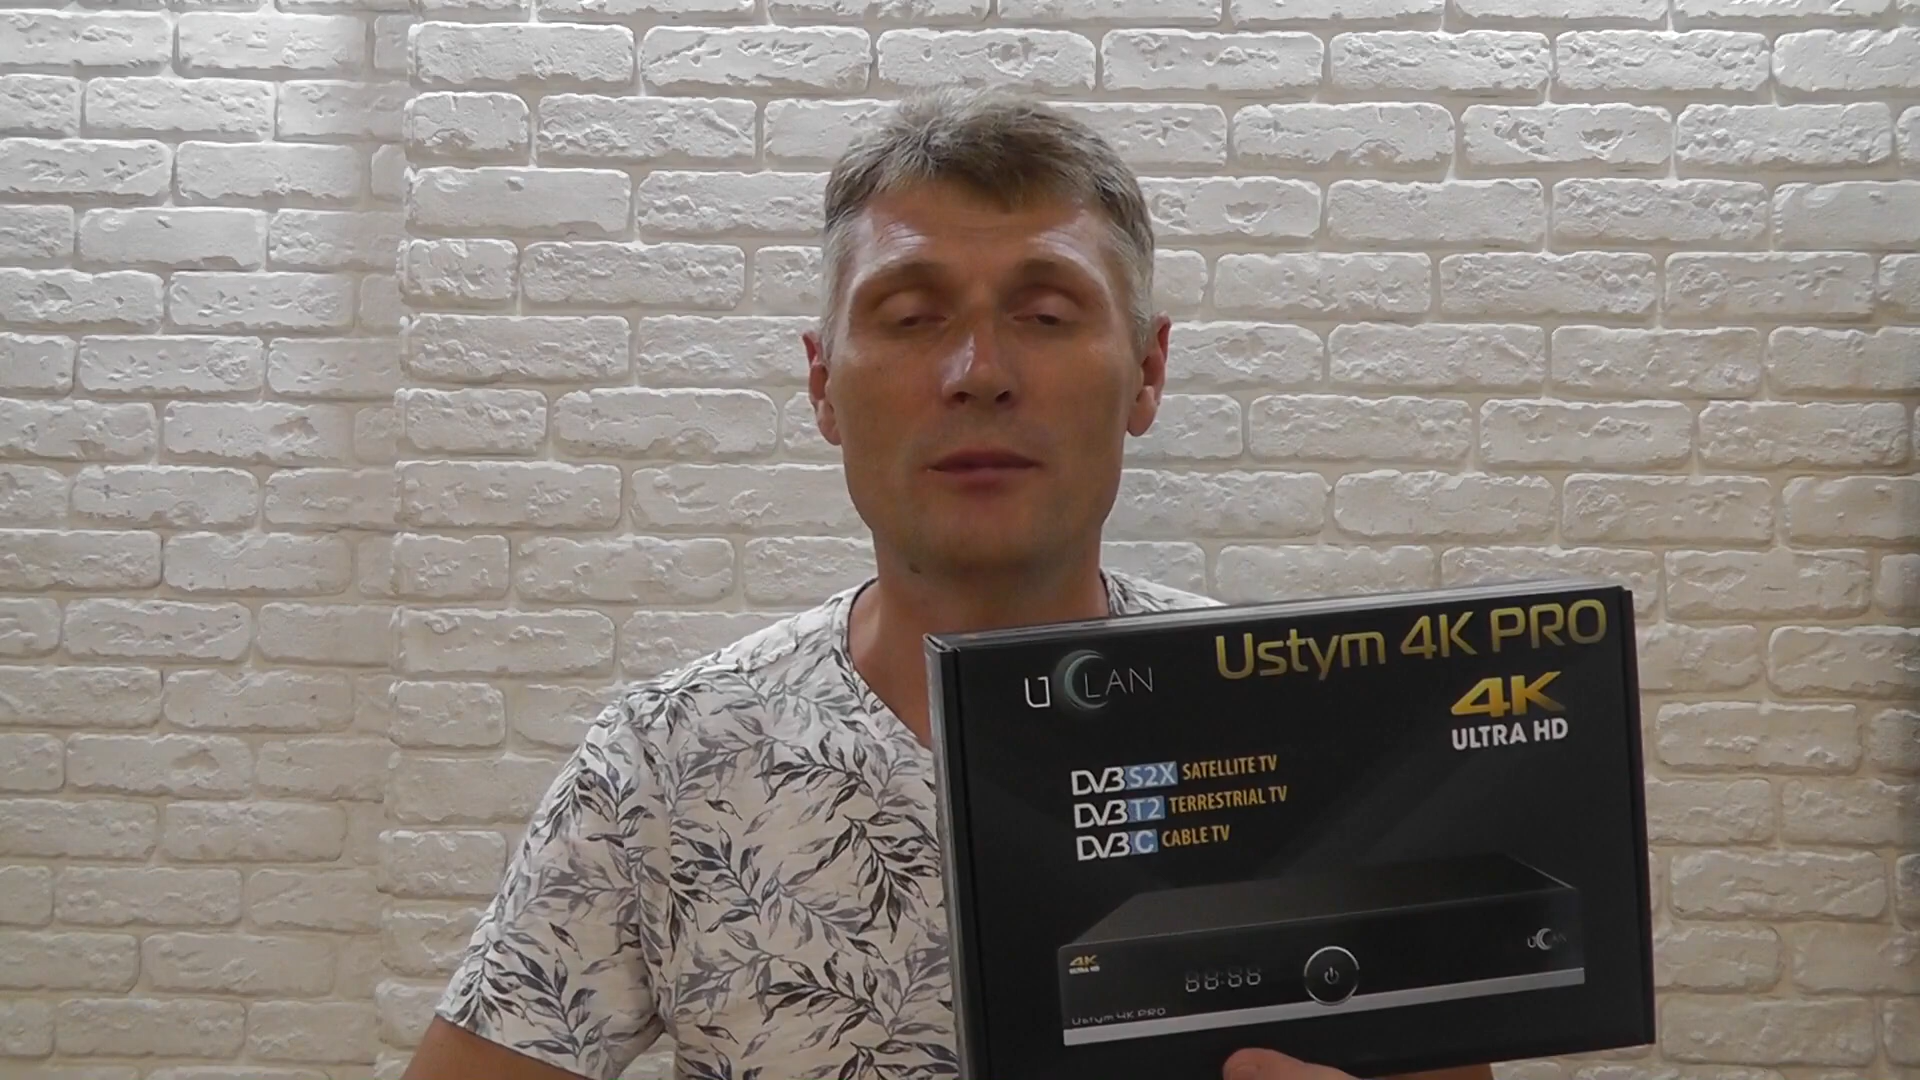 Ustym 4K PRO
UCLAN
4K
ULTRA HD
DVB S2X SATELLITE TV
DVB T2 TERRESTRIAL TV
DVB C CABLE TV
4K
ULTRA HD
88:88
UCLAN
Ustym 4K PRO